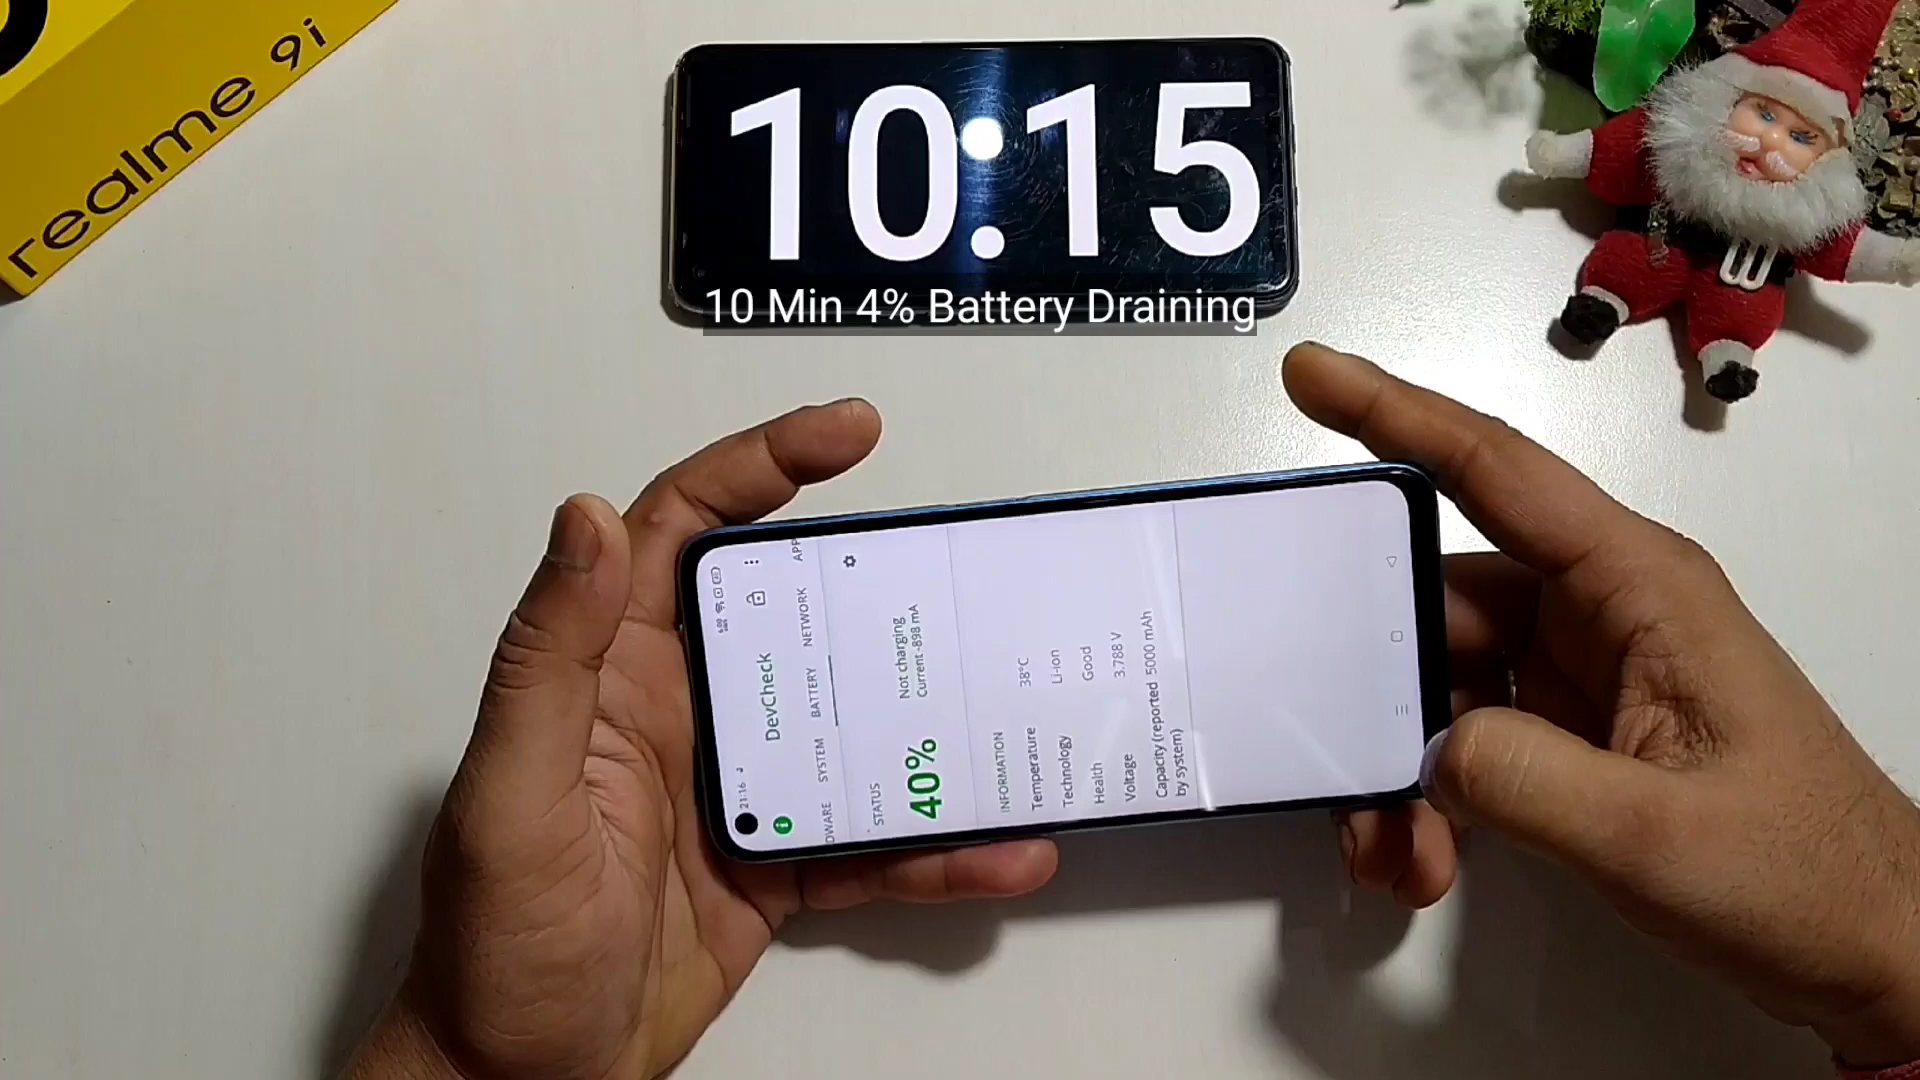 realme 9i
10:15
10 Min 4% Battery Draining
21:16
DevCheck
DWARE SYSTEM BATTERY NETWORK APP
STATUS
40%
Not charging
Current -898 mA
INFORMATION
Temperature 38°C
Technology Li-ion
Health Good
Voltage 3.788 V
Capacity (reported by system) 5000 mAh